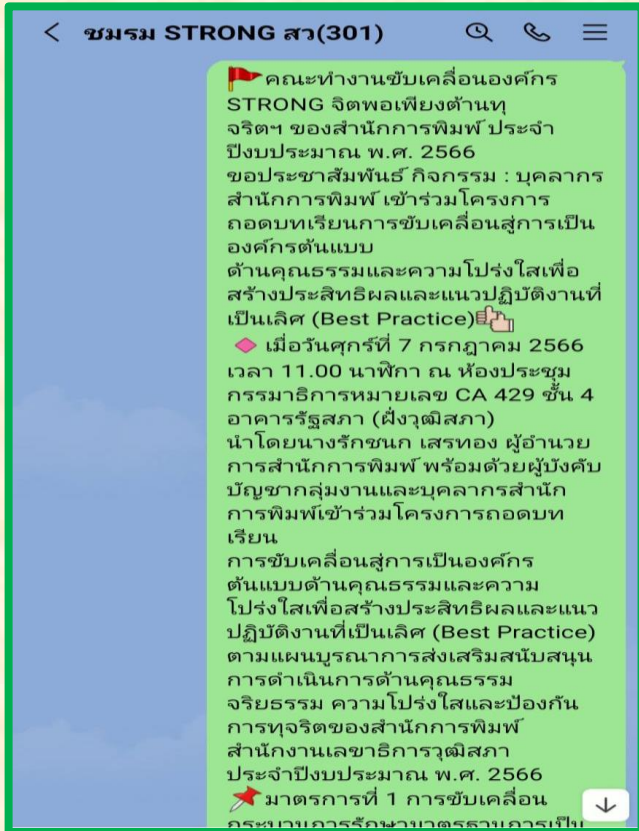 ชมรม STRONG สว(301)
🚩คณะทำงานขับเคลื่อนองค์กร
STRONG จิตพอเพียงต้านทุ
จริตฯ ของสำนักการพิมพ์ ประจำ
ปีงบประมาณ พ.ศ. 2566
ขอประชาสัมพันธ์ กิจกรรม : บุคลากร
สำนักการพิมพ์ เข้าร่วมโครงการ
ถอดบทเรียนการขับเคลื่อนสู่การเป็น
องค์กรต้นแบบ
ด้านคุณธรรมและความโปร่งใสเพื่อ
สร้างประสิทธิผลและแนวปฏิบัติงานที่
เป็นเลิศ (Best Practice)
เมื่อวันศุกร์ที่ 7 กรกฎาคม 2566
เวลา 11.00 นาฬิกา ณ ห้องประชุม
กรรมาธิการหมายเลข CA 429 ชั้น 4
อาคารรัฐสภา (ฝั่งวุฒิสภา)
นำโดยนางรักชนก เสรทอง ผู้อำนวย
การสำนักการพิมพ์ พร้อมด้วยผู้บังคับ
บัญชากลุ่มงานและบุคลากรสำนัก
การพิมพ์เข้าร่วมโครงการถอดบท
เรียน
การขับเคลื่อนสู่การเป็นองค์กร
ต้นแบบด้านคุณธรรมและความ
โปร่งใสเพื่อสร้างประสิทธิผลและแนว
ปฏิบัติงานที่เป็นเลิศ (Best Practice)
ตามแผนบูรณาการส่งเสริมสนับสนุน
การดำเนินการด้านคุณธรรม
จริยธรรม ความโปร่งใสและป้องกัน
การทุจริตของสำนักการพิมพ์
สำนักงานเลขาธิการวุฒิสภา
ประจำปีงบประมาณ พ.ศ. 2566
📌มาตรการที่ 1 การขับเคลื่อน
กระบวนการรักษามาตรฐานการเป็น